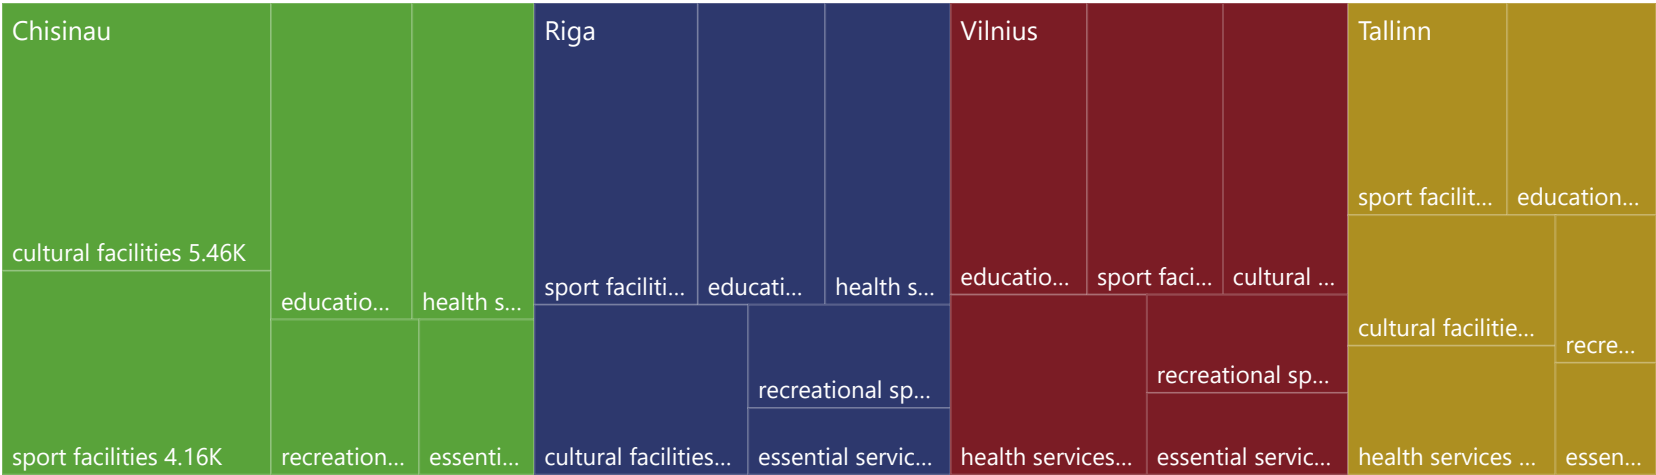 Chisinau
cultural facilities 5.46K
sport facilities 4.16K
educatio...
health s...
recreation...
essenti...
Riga
sport faciliti...
educati...
health s...
cultural facilities...
recreational sp...
essential servic...
Vilnius
educatio...
sport faci...
cultural ...
health services...
recreational sp...
essential servic...
Tallinn
sport facilit...
education...
cultural facilitie...
recre...
health services ...
essen...